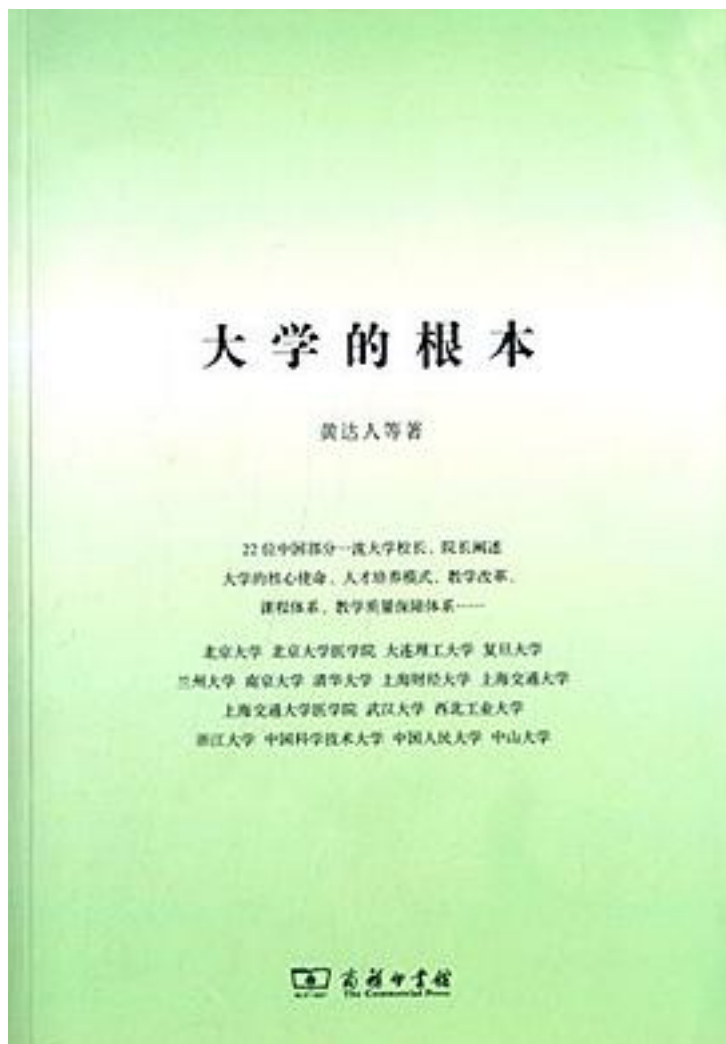 大学的根本
黄达人等著
22位中国部分一流大学校长、院长阐述
大学的核心使命、人才培养模式、教学改革、
课程体系、教学质量保障体系……
北京大学 北京大学医学院 大连理工大学 复旦大学
兰州大学 南京大学 清华大学 上海财经大学 上海交通大学
上海交通大学医学院 武汉大学 西北工业大学
浙江大学 中国科学技术大学 中国人民大学 中山大学
商務印書館
The Commercial Press